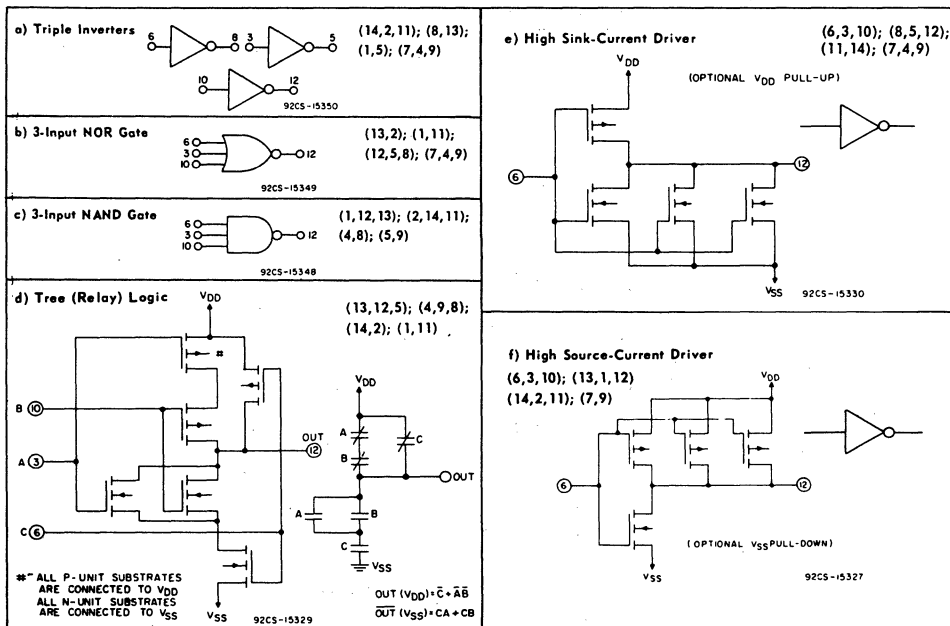 a) Triple Inverters
(14,2,11); (8,13);
(1,5); (7,4,9)
6
8
3
5
10
12
92CS-15350
b) 3-Input NOR Gate
(13,2); (1,11);
(12,5,8); (7,4,9)
6
3
10
12
92CS-15349
c) 3-Input NAND Gate
(1,12,13); (2,14,11);
(4,8); (5,9)
6
3
10
12
92CS-15348
d) Tree (Relay) Logic
(13,12,5); (4,9,8);
(14,2); (1,11)
VDD
#
B 10
A 3
C 6
OUT
12
VSS
VDD
A
C
B
OUT
A
B
C
VSS
#- ALL P-UNIT SUBSTRATES
ARE CONNECTED TO VDD
ALL N-UNIT SUBSTRATES
ARE CONNECTED TO VSS
92CS-15329
OUT (VDD) = C̅ + A̅B̅
O̅U̅T̅ (VSS) = CA + CB
e) High Sink-Current Driver
(6,3,10); (8,5,12);
(11,14); (7,4,9)
VDD
(OPTIONAL VDD PULL-UP)
6
12
VSS
92CS-15330
f) High Source-Current Driver
(6,3,10); (13,1,12)
(14,2,11); (7,9)
VDD
6
12
(OPTIONAL VSS PULL-DOWN)
VSS
92CS-15327